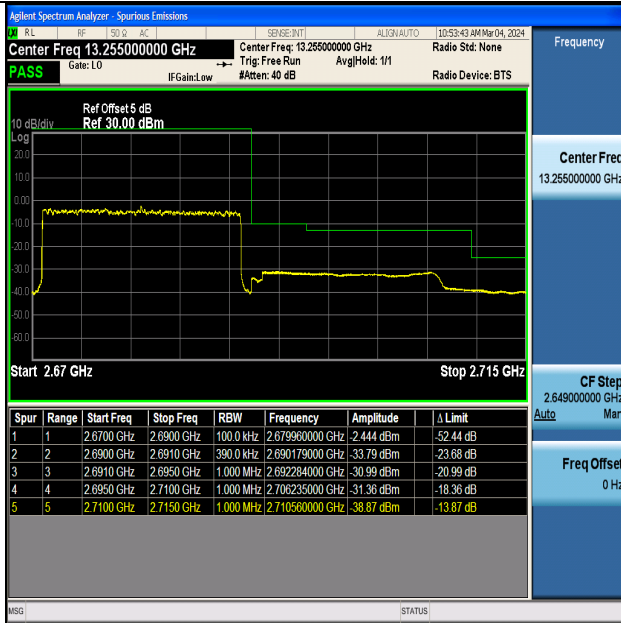 Agilent Spectrum Analyzer - Spurious Emissions
RL RF 50 Ω AC SENSE:INT ALIGN AUTO 10:53:43 AM Mar 04, 2024
Center Freq 13.255000000 GHz Center Freq: 13.255000000 GHz Radio Std: None
PASS Gate: LO Trig: Free Run Avg|Hold: 1/1
IFGain:Low #Atten: 40 dB Radio Device: BTS
Ref Offset 5 dB
10 dB/div Ref 30.00 dBm
Log
20.0
10.0
0.00
-10.0
-20.0
-30.0
-40.0
-50.0
-60.0
Start 2.67 GHz Stop 2.715 GHz
Spur Range Start Freq Stop Freq RBW Frequency Amplitude Δ Limit
1 1 2.6700 GHz 2.6900 GHz 100.0 kHz 2.679960000 GHz -2.444 dBm -52.44 dB
2 2 2.6900 GHz 2.6910 GHz 390.0 kHz 2.690179000 GHz -33.79 dBm -23.68 dB
3 3 2.6910 GHz 2.6950 GHz 1.000 MHz 2.692284000 GHz -30.99 dBm -20.99 dB
4 4 2.6950 GHz 2.7100 GHz 1.000 MHz 2.706235000 GHz -31.36 dBm -18.36 dB
5 5 2.7100 GHz 2.7150 GHz 1.000 MHz 2.710560000 GHz -38.87 dBm -13.87 dB
MSG STATUS
Frequency
Center Freq
13.255000000 GHz
CF Step
2.649000000 GHz
Auto Man
Freq Offset
0 Hz